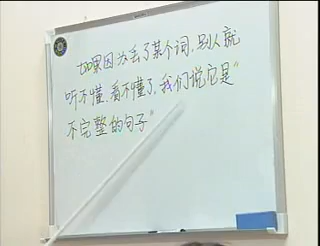 如果因为丢了某个词，别人就
听不懂，看不懂了，我们说它是“
不完整的句子”